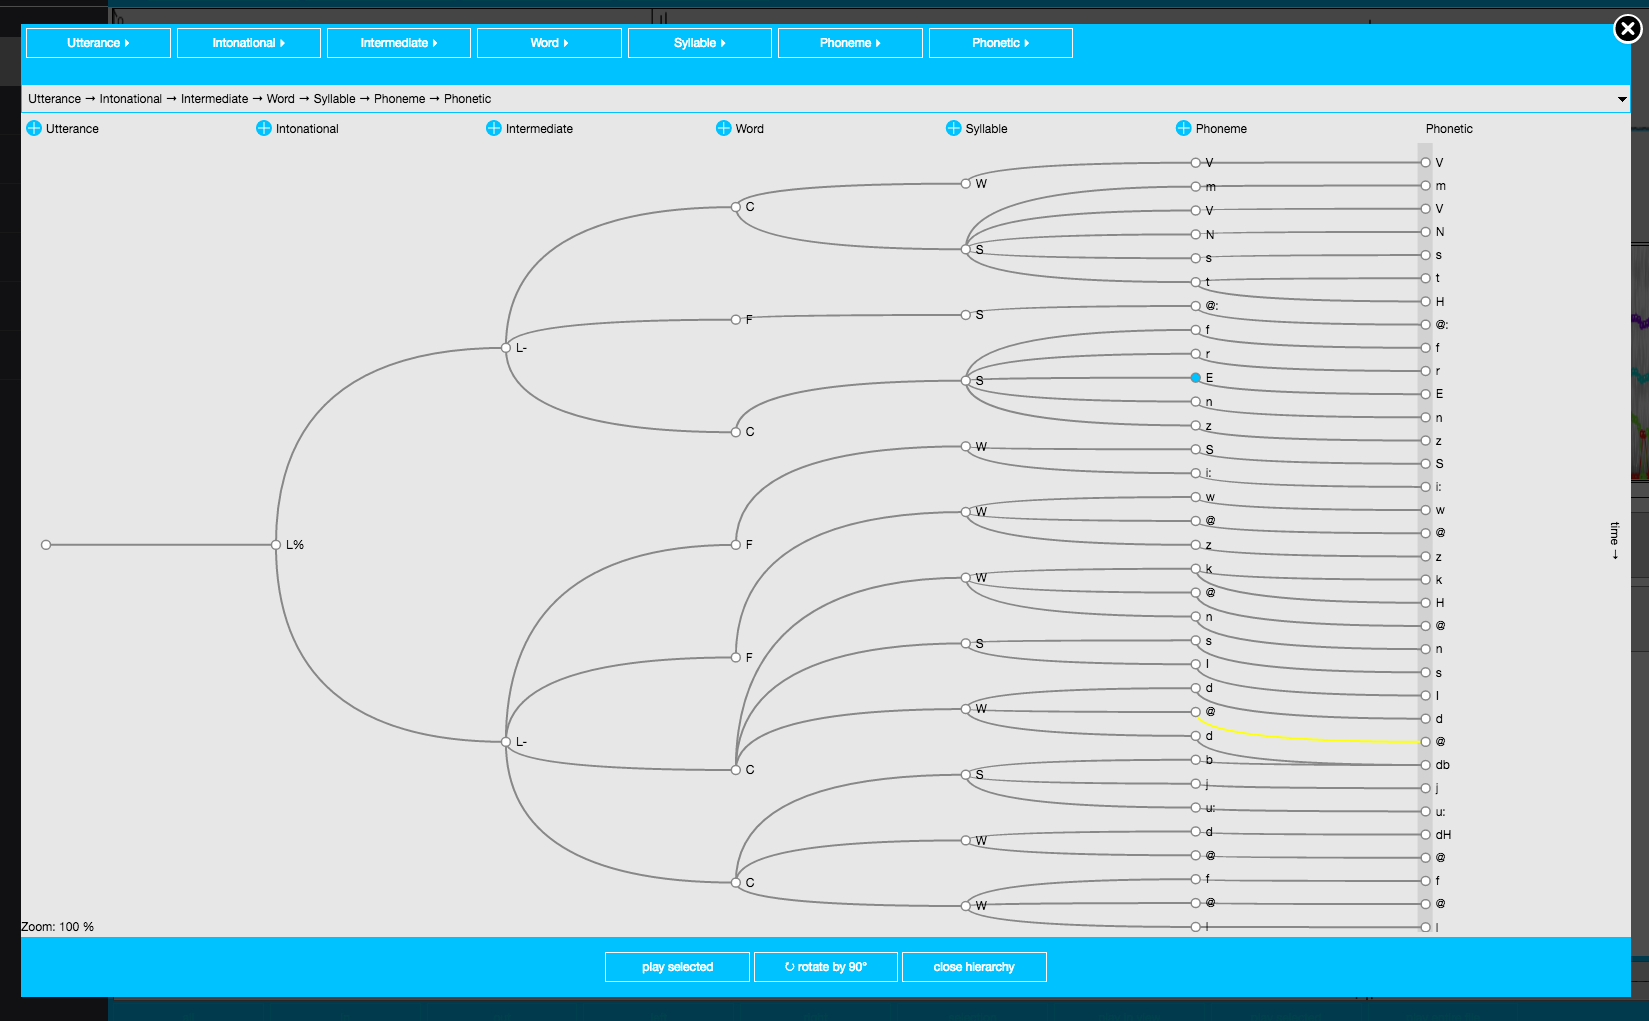 Utterance
Intonational
Intermediate
Word
Syllable
Phoneme
Phonetic
Utterance → Intonational → Intermediate → Word → Syllable → Phoneme → Phonetic
Utterance
Intonational
Intermediate
Word
Syllable
Phoneme
Phonetic
L%
L-
L-
C
F
C
F
F
C
C
W
S
S
S
W
W
W
S
W
S
W
W
V
m
V
N
s
t
@:
f
r
E
n
z
S
i:
w
@
z
k
@
n
s
l
d
@
d
b
j
u:
d
@
f
@
l
V
m
V
N
s
t
H
@:
f
r
E
n
z
S
i:
w
@
z
k
H
@
n
s
l
d
@
db
j
u:
dH
@
f
@
l
time →
Zoom: 100 %
play selected
↻ rotate by 90°
close hierarchy